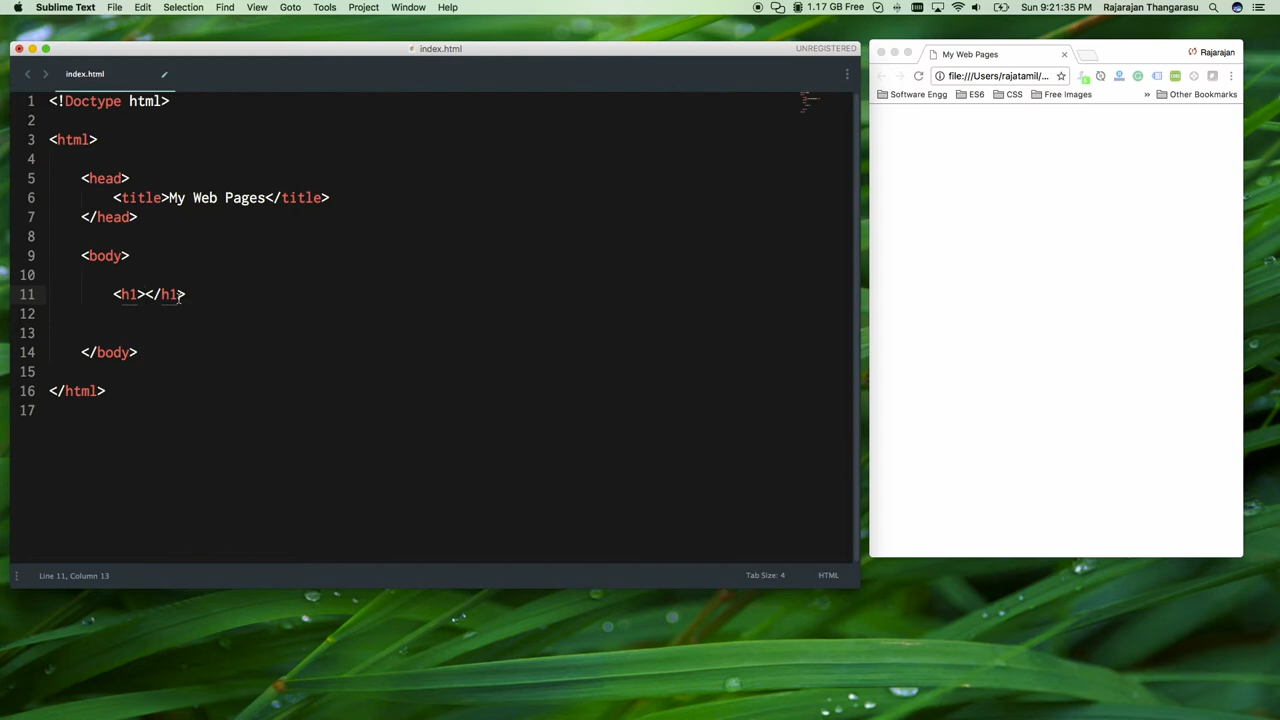 Sublime Text File Edit Selection Find View Goto Tools Project Window Help 1.17 GB Free Sun 9:21:35 PM Rajarajan Thangarasu
index.html UNREGISTERED
index.html
1 <!Doctype html>
2
3 <html>
4
5 <head>
6 <title>My Web Pages</title>
7 </head>
8
9 <body>
10
11 <h1></h1>
12
13
14 </body>
15
16 </html>
17
Line 11, Column 13 Tab Size: 4 HTML
My Web Pages Rajarajan
file:///Users/rajatamil/...
Software Engg ES6 CSS Free Images » Other Bookmarks